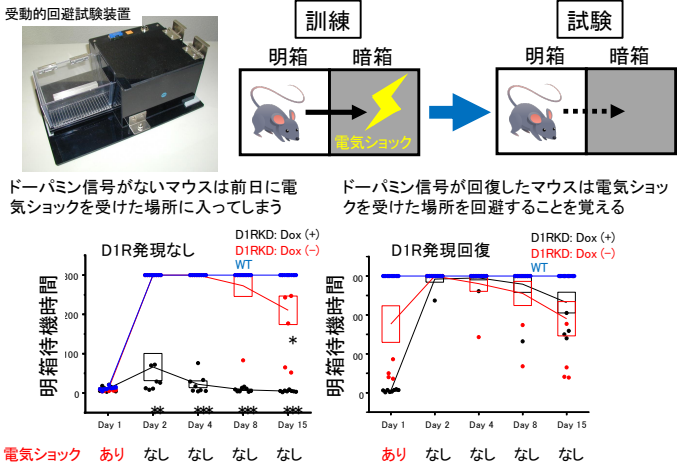 受動的回避試験装置
訓練
試験
明箱
暗箱
明箱
暗箱
電気ショック
ドーパミン信号がないマウスは前日に電
気ショックを受けた場所に入ってしまう
ドーパミン信号が回復したマウスは電気ショッ
クを受けた場所を回避することを覚える
D1R発現なし
D1RKD: Dox (+)
D1RKD: Dox (−)
WT
明箱待機時間
300
200
100
0
*
**
***
***
***
Day 1
Day 2
Day 4
Day 8
Day 15
D1R発現回復
D1RKD: Dox (+)
D1RKD: Dox (−)
WT
明箱待機時間
00
00
00
0
Day 1
Day 2
Day 4
Day 8
Day 15
電気ショック あり なし なし なし なし
あり なし なし なし なし